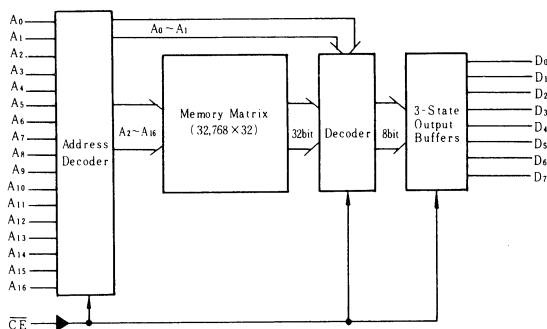 A0
A1
A2
A3
A4
A5
A6
A7
A8
A9
A10
A11
A12
A13
A14
A15
A16
CE
Address
Decoder
A0~A1
A2~A16
Memory Matrix
(32,768×32)
32bit
Decoder
8bit
3-State
Output
Buffers
D0
D1
D2
D3
D4
D5
D6
D7